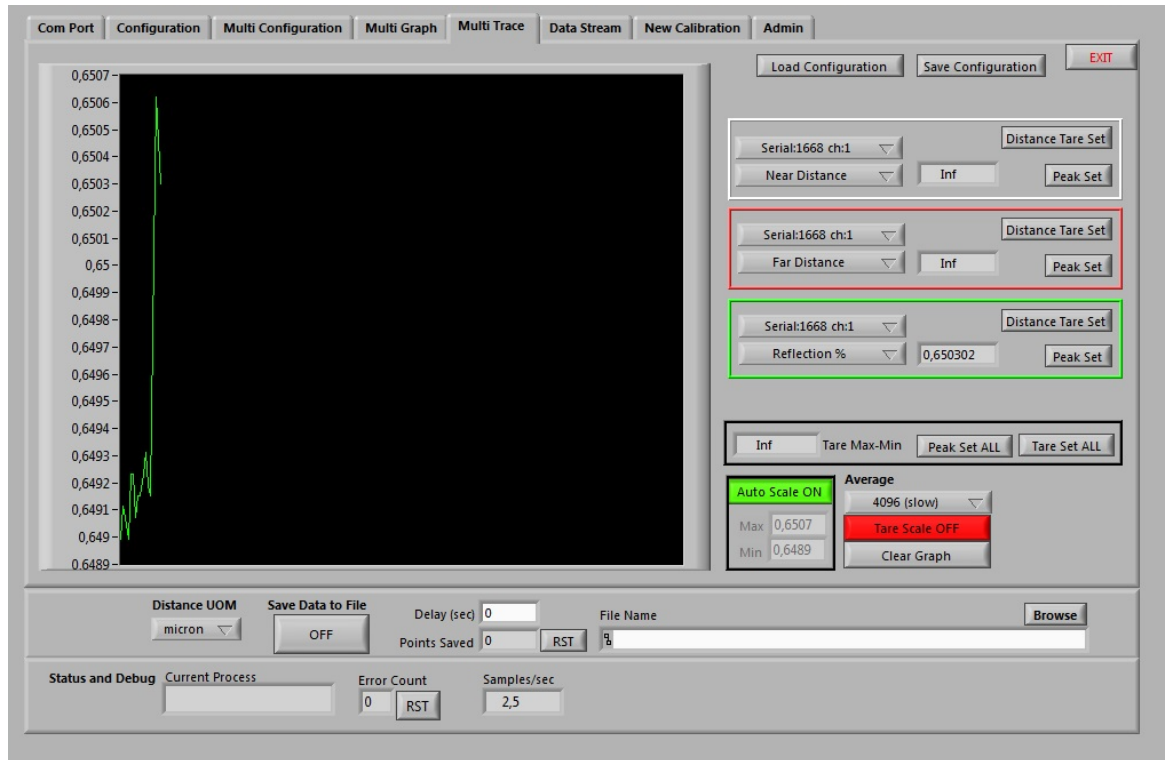 Com Port Configuration Multi Configuration Multi Graph Multi Trace Data Stream New Calibration Admin
Load Configuration Save Configuration EXIT
0,6507
0,6506
0,6505
0,6504
0,6503
0,6502
0,6501
0,65
0,6499
0,6498
0,6497
0,6496
0,6495
0,6494
0,6493
0,6492
0,6491
0,649
0,6489
Serial:1668 ch:1 Distance Tare Set
Near Distance Inf Peak Set
Serial:1668 ch:1 Distance Tare Set
Far Distance Inf Peak Set
Serial:1668 ch:1 Distance Tare Set
Reflection % 0,650302 Peak Set
Inf Tare Max-Min Peak Set ALL Tare Set ALL
Auto Scale ON
Max 0,6507
Min 0,6489
Average
4096 (slow)
Tare Scale OFF
Clear Graph
Distance UOM
micron
Save Data to File
OFF
Delay (sec) 0
Points Saved 0 RST
File Name Browse
Status and Debug
Current Process
Error Count
0 RST
Samples/sec
2,5